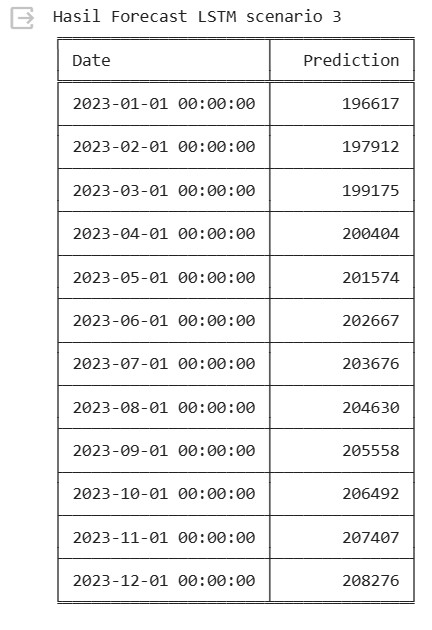 Hasil Forecast LSTM scenario 3
Date Prediction
2023-01-01 00:00:00 196617
2023-02-01 00:00:00 197912
2023-03-01 00:00:00 199175
2023-04-01 00:00:00 200404
2023-05-01 00:00:00 201574
2023-06-01 00:00:00 202667
2023-07-01 00:00:00 203676
2023-08-01 00:00:00 204630
2023-09-01 00:00:00 205558
2023-10-01 00:00:00 206492
2023-11-01 00:00:00 207407
2023-12-01 00:00:00 208276